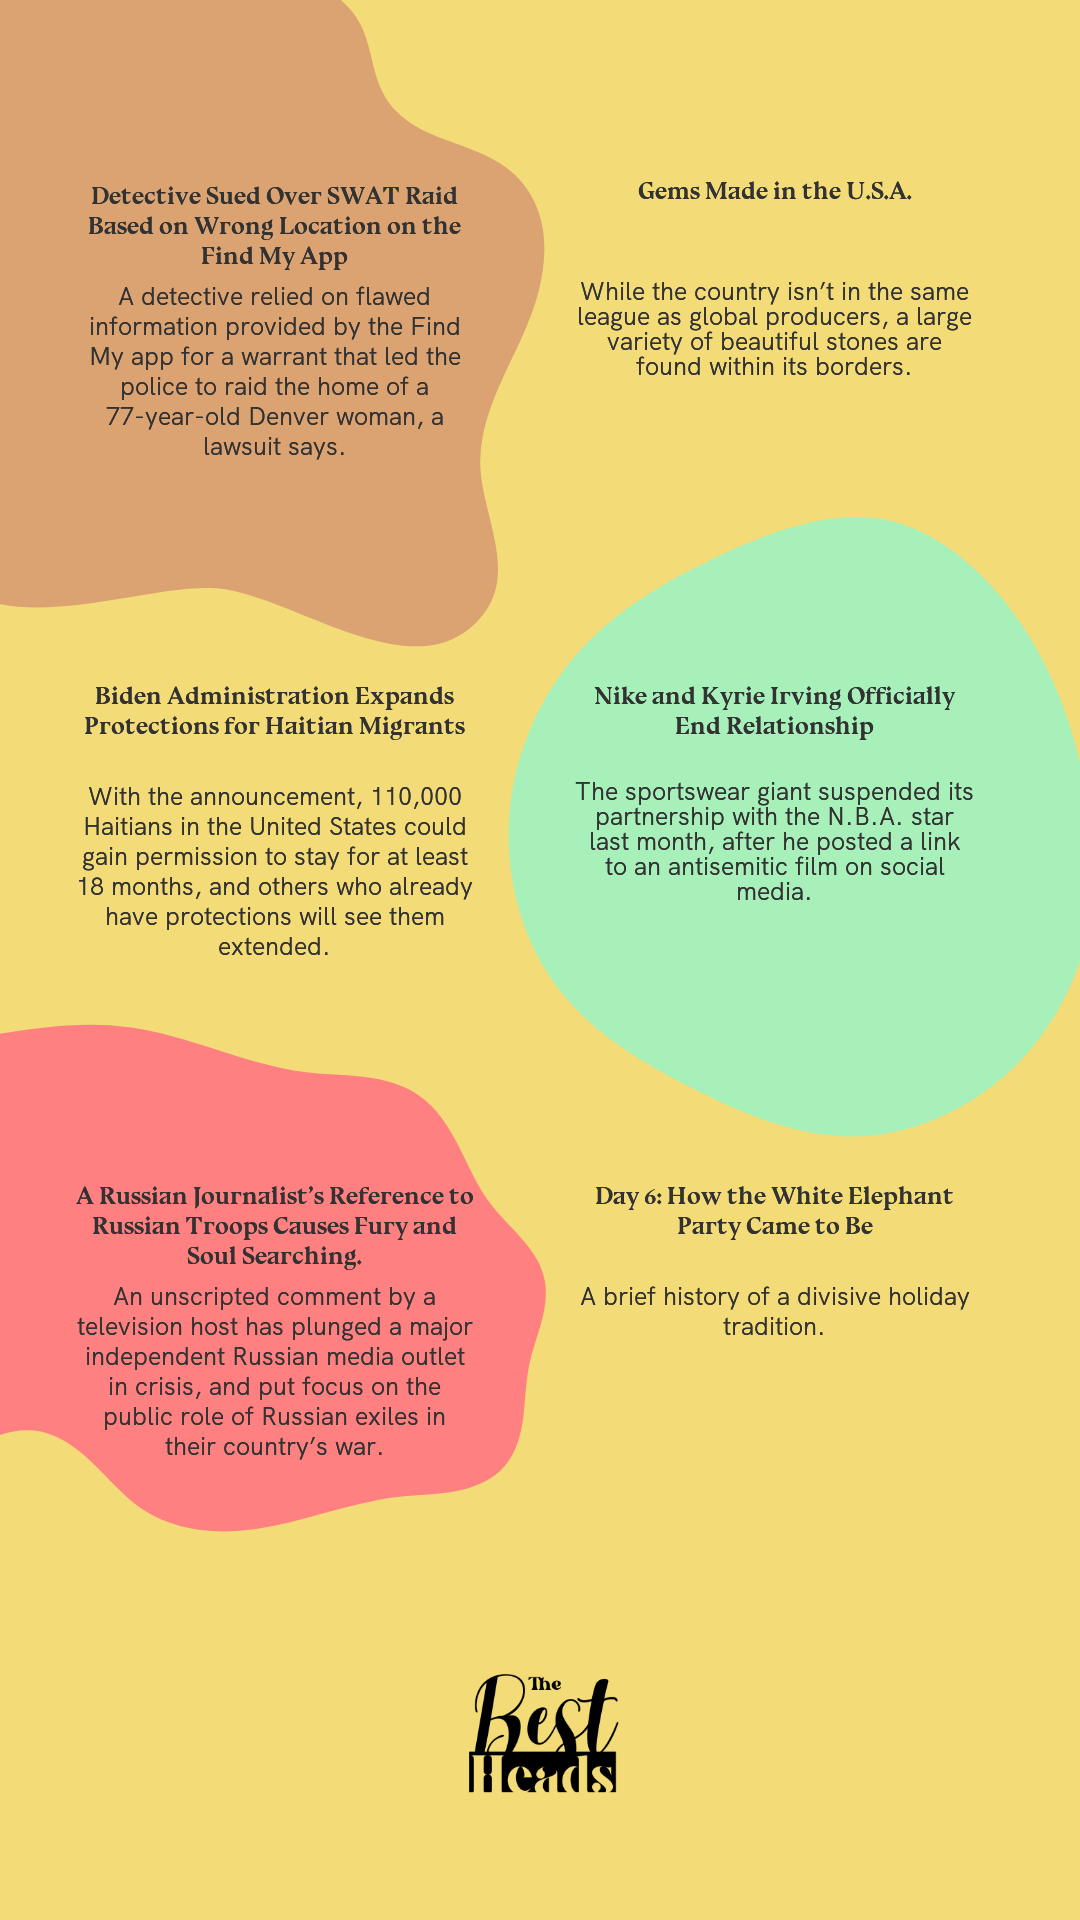 Detective Sued Over SWAT Raid
Based on Wrong Location on the
Find My App
A detective relied on flawed
information provided by the Find
My app for a warrant that led the
police to raid the home of a
77-year-old Denver woman, a
lawsuit says.
Gems Made in the U.S.A.
While the country isn’t in the same
league as global producers, a large
variety of beautiful stones are
found within its borders.
Biden Administration Expands
Protections for Haitian Migrants
With the announcement, 110,000
Haitians in the United States could
gain permission to stay for at least
18 months, and others who already
have protections will see them
extended.
Nike and Kyrie Irving Officially
End Relationship
The sportswear giant suspended its
partnership with the N.B.A. star
last month, after he posted a link
to an antisemitic film on social
media.
A Russian Journalist’s Reference to
Russian Troops Causes Fury and
Soul Searching.
An unscripted comment by a
television host has plunged a major
independent Russian media outlet
in crisis, and put focus on the
public role of Russian exiles in
their country’s war.
Day 6: How the White Elephant
Party Came to Be
A brief history of a divisive holiday
tradition.
The
Best
Heads